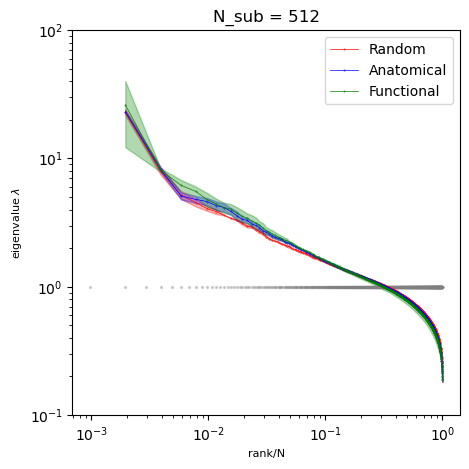 N_sub = 512
Random
Anatomical
Functional
eigenvalue λ
10²
10¹
10⁰
10⁻¹
10⁻³
10⁻²
10⁻¹
10⁰
rank/N